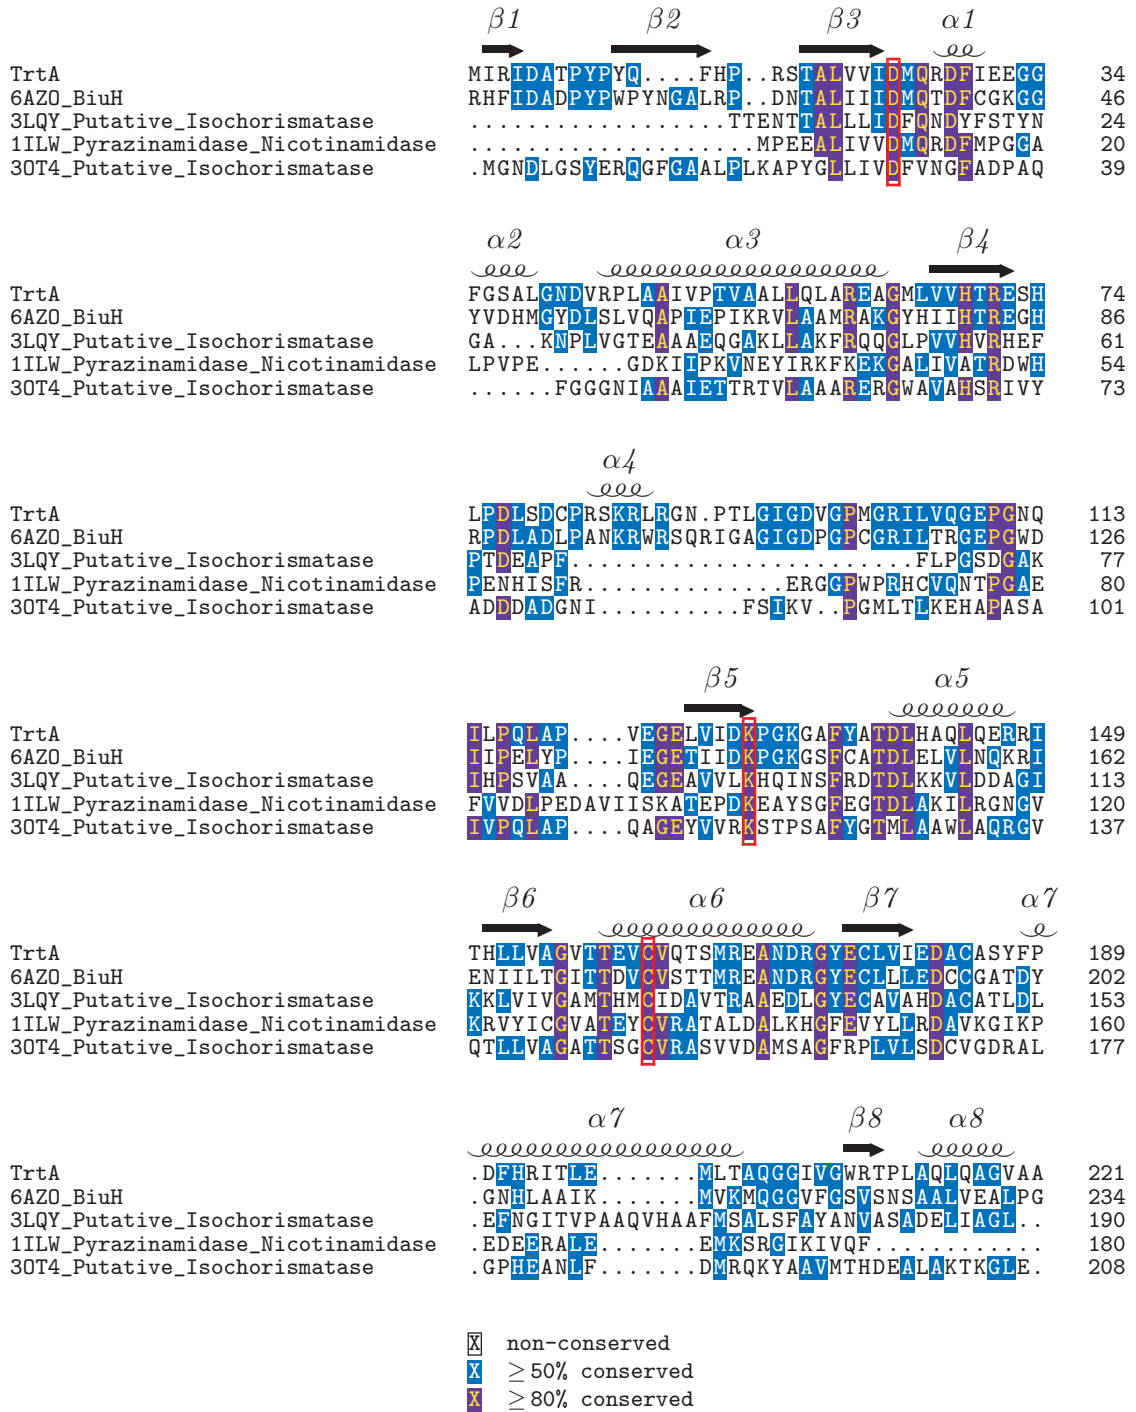 β1 β2 β3 α1
TrtA MIRIDATPYPYQ....FHP..RSTALVVIDMQRDFIEEGG 34
6AZO_BiuH RHFIDADPYPWPYNGALRP..DNTALIIIDMQTDFCGKGG 46
3LQY_Putative_Isochorismatase ...................TTENTTALLLIDFQNDYFSTYN 24
1ILW_Pyrazinamidase_Nicotinamidase ....................MPEEALIVVDMQRDFMPGGA 20
3OT4_Putative_Isochorismatase .MGNDLGSYERQGFGAALPLKAPYGLLIVDFVNGFADPAQ 39
α2 α3 β4
TrtA FGSALGNDVRPLAAIVPTVAALLQLAREAGMLVVHTRESH 74
6AZO_BiuH YVDHMGYDLSLVQAPIEPIKRVLAAMRAKGYHIIHTREGH 86
3LQY_Putative_Isochorismatase GA...KNPLVGTEAAAEQGAKLLAKFRQQGLPVVHVRHEF 61
1ILW_Pyrazinamidase_Nicotinamidase LPVPE......GDKIIPKVNEYIRKFKEKGALIVATRDWH 54
3OT4_Putative_Isochorismatase ......FGGGNIAAAIETTRTVLAAARERGWAVAHSRIVY 73
α4
TrtA LPDLSDCPRSKRLRGN.PTLGIGDVGPMGRILVQGEPGNQ 113
6AZO_BiuH RPDLADLPANKRWRSQRIGAGIGDPGPCGRILTRGEPGWD 126
3LQY_Putative_Isochorismatase PTDEAPF........................FLPGSDGAK 77
1ILW_Pyrazinamidase_Nicotinamidase PENHISFR..............ERGGPWPRHCVQNTPGAE 80
3OT4_Putative_Isochorismatase ADDDADGNI..........FSIKV..PGMLTLKEHAPASA 101
β5 α5
TrtA ILPQLAP....VEGELVIDKPGKGAFYATDLHAQLQERRI 149
6AZO_BiuH IIPELYP....IEGETIIDKPGKGSFCATDLELVLNQKRI 162
3LQY_Putative_Isochorismatase IHPSVAA....QEGEAVVLKHQINSFRDTDLKKVLDDAGI 113
1ILW_Pyrazinamidase_Nicotinamidase FVVDLPEDAVIISKATEPDKEAYSGFEGTDLAKILRGNGV 120
3OT4_Putative_Isochorismatase IVPQLAP....QAGEYVVRKSTPSAFYGTMLAAWLAQRGV 137
β6 α6 β7 α7
TrtA THLLVAGVTTEVCVQTSMREANDRGYECLVIEDACASYFP 189
6AZO_BiuH ENIILTGITTDVCVSTTMREANDRGYECLLLEDCCGATDY 202
3LQY_Putative_Isochorismatase KKLVIVGAMTHMCIDAVTRAAEDLGYECAVAHDACATLDL 153
1ILW_Pyrazinamidase_Nicotinamidase KRVYICGVATEYCVRATALDALKHGFEVYLLRDAVKGIKP 160
3OT4_Putative_Isochorismatase QTLLVAGATTSGCVRASVVDAMSAGFRPLVLSDCVGDRAL 177
α7 β8 α8
TrtA .DFHRITLE.......MLTAQGGIVGWRTPLAQLQAGVAA 221
6AZO_BiuH .GNHLAAIK.......MVKMQGGVFGSVSNSAALVEALPG 234
3LQY_Putative_Isochorismatase .EFNGITVPAAQVHAAFMSALSFAYANVASADELIAGL.. 190
1ILW_Pyrazinamidase_Nicotinamidase .EDEERALE.......EMKSRGIKIVQF............ 180
3OT4_Putative_Isochorismatase .GPHEANLF.......DMRQKYAAVMTHDEALAKTKGLE. 208
X non-conserved
X ≥50% conserved
X ≥80% conserved